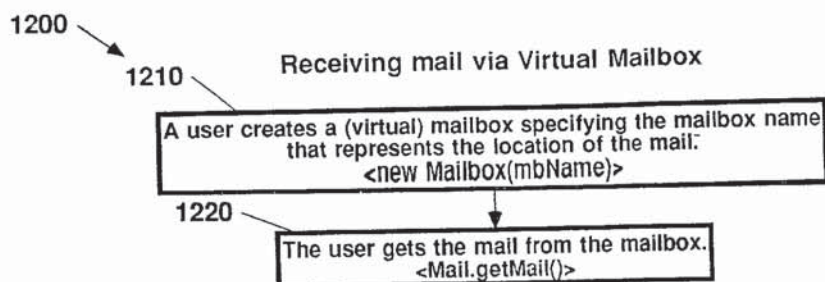 1200
1210
Receiving mail via Virtual Mailbox
A user creates a (virtual) mailbox specifying the mailbox name
that represents the location of the mail.
<new Mailbox(mbName)>
1220
The user gets the mail from the mailbox.
<Mail.getMail()>